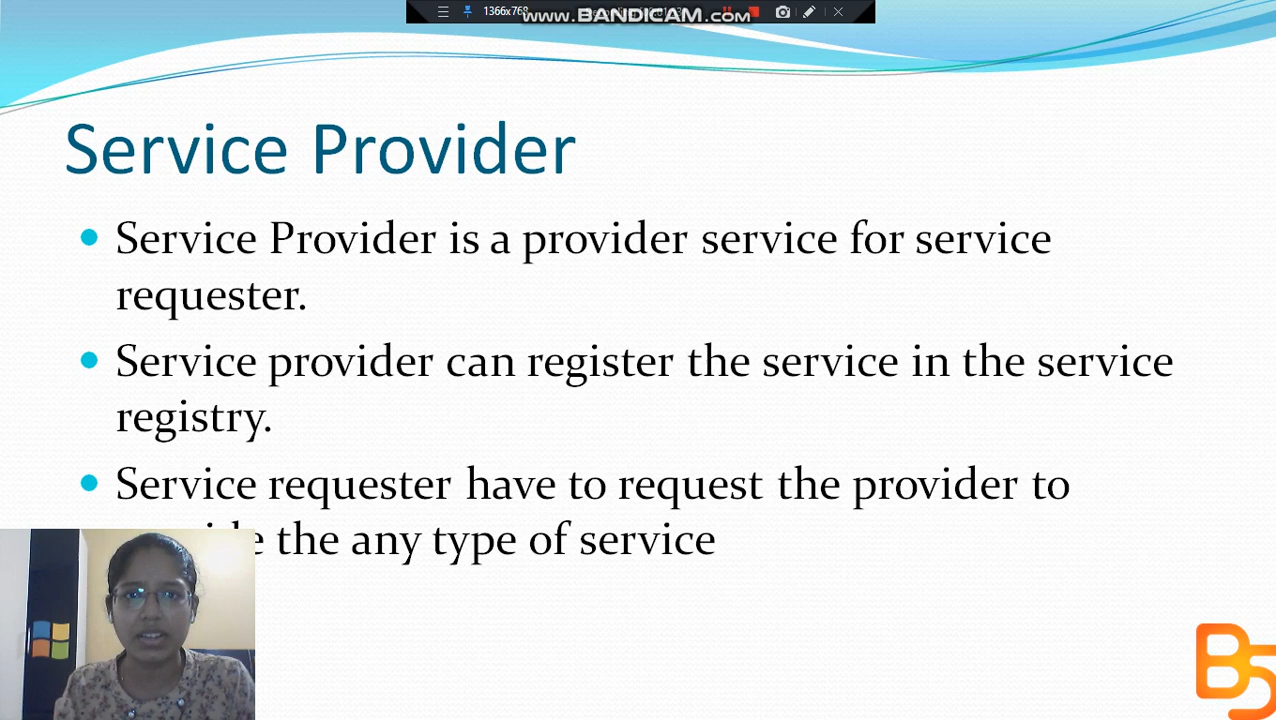 1366x768
www.BANDICAM.com
Service Provider
Service Provider is a provider service for service
requester.
Service provider can register the service in the service
registry.
Service requester have to request the provider to
the any type of service
B5